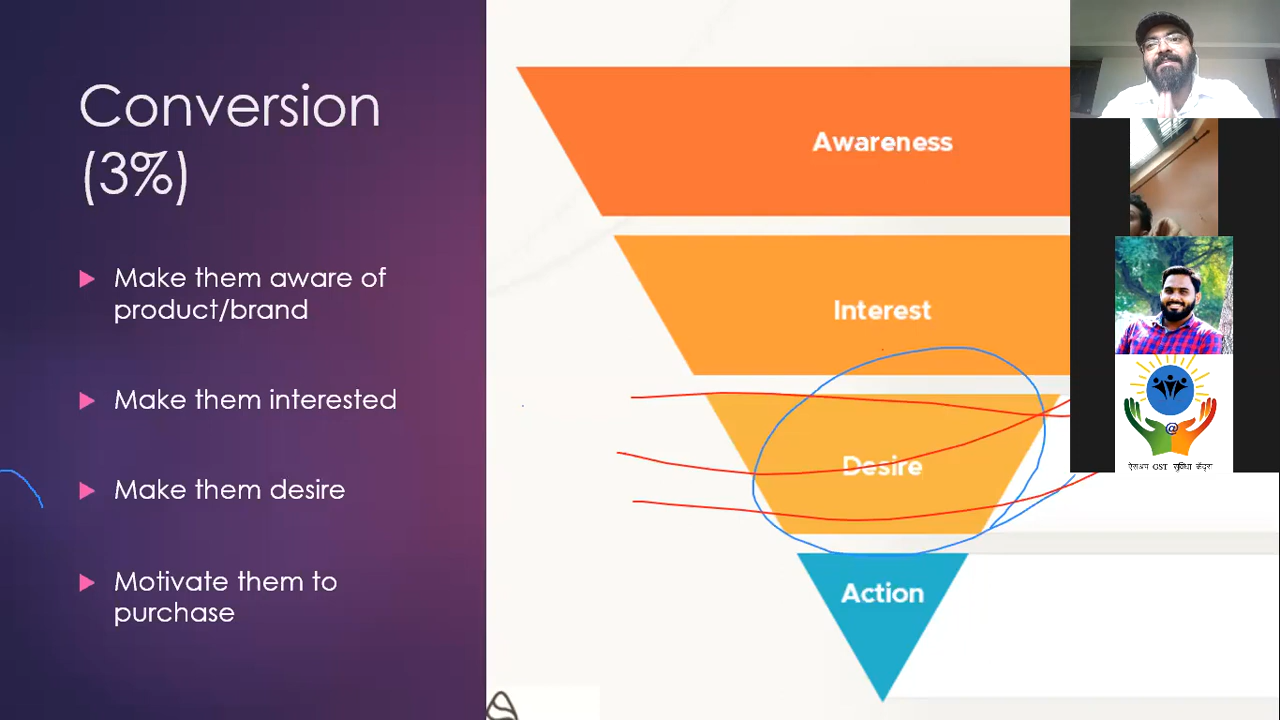 Conversion
(3%)
Make them aware of
product/brand
Make them interested
Make them desire
Motivate them to
purchase
Awareness
Interest
Desire
Action
@
GST सुविधा केंद्र